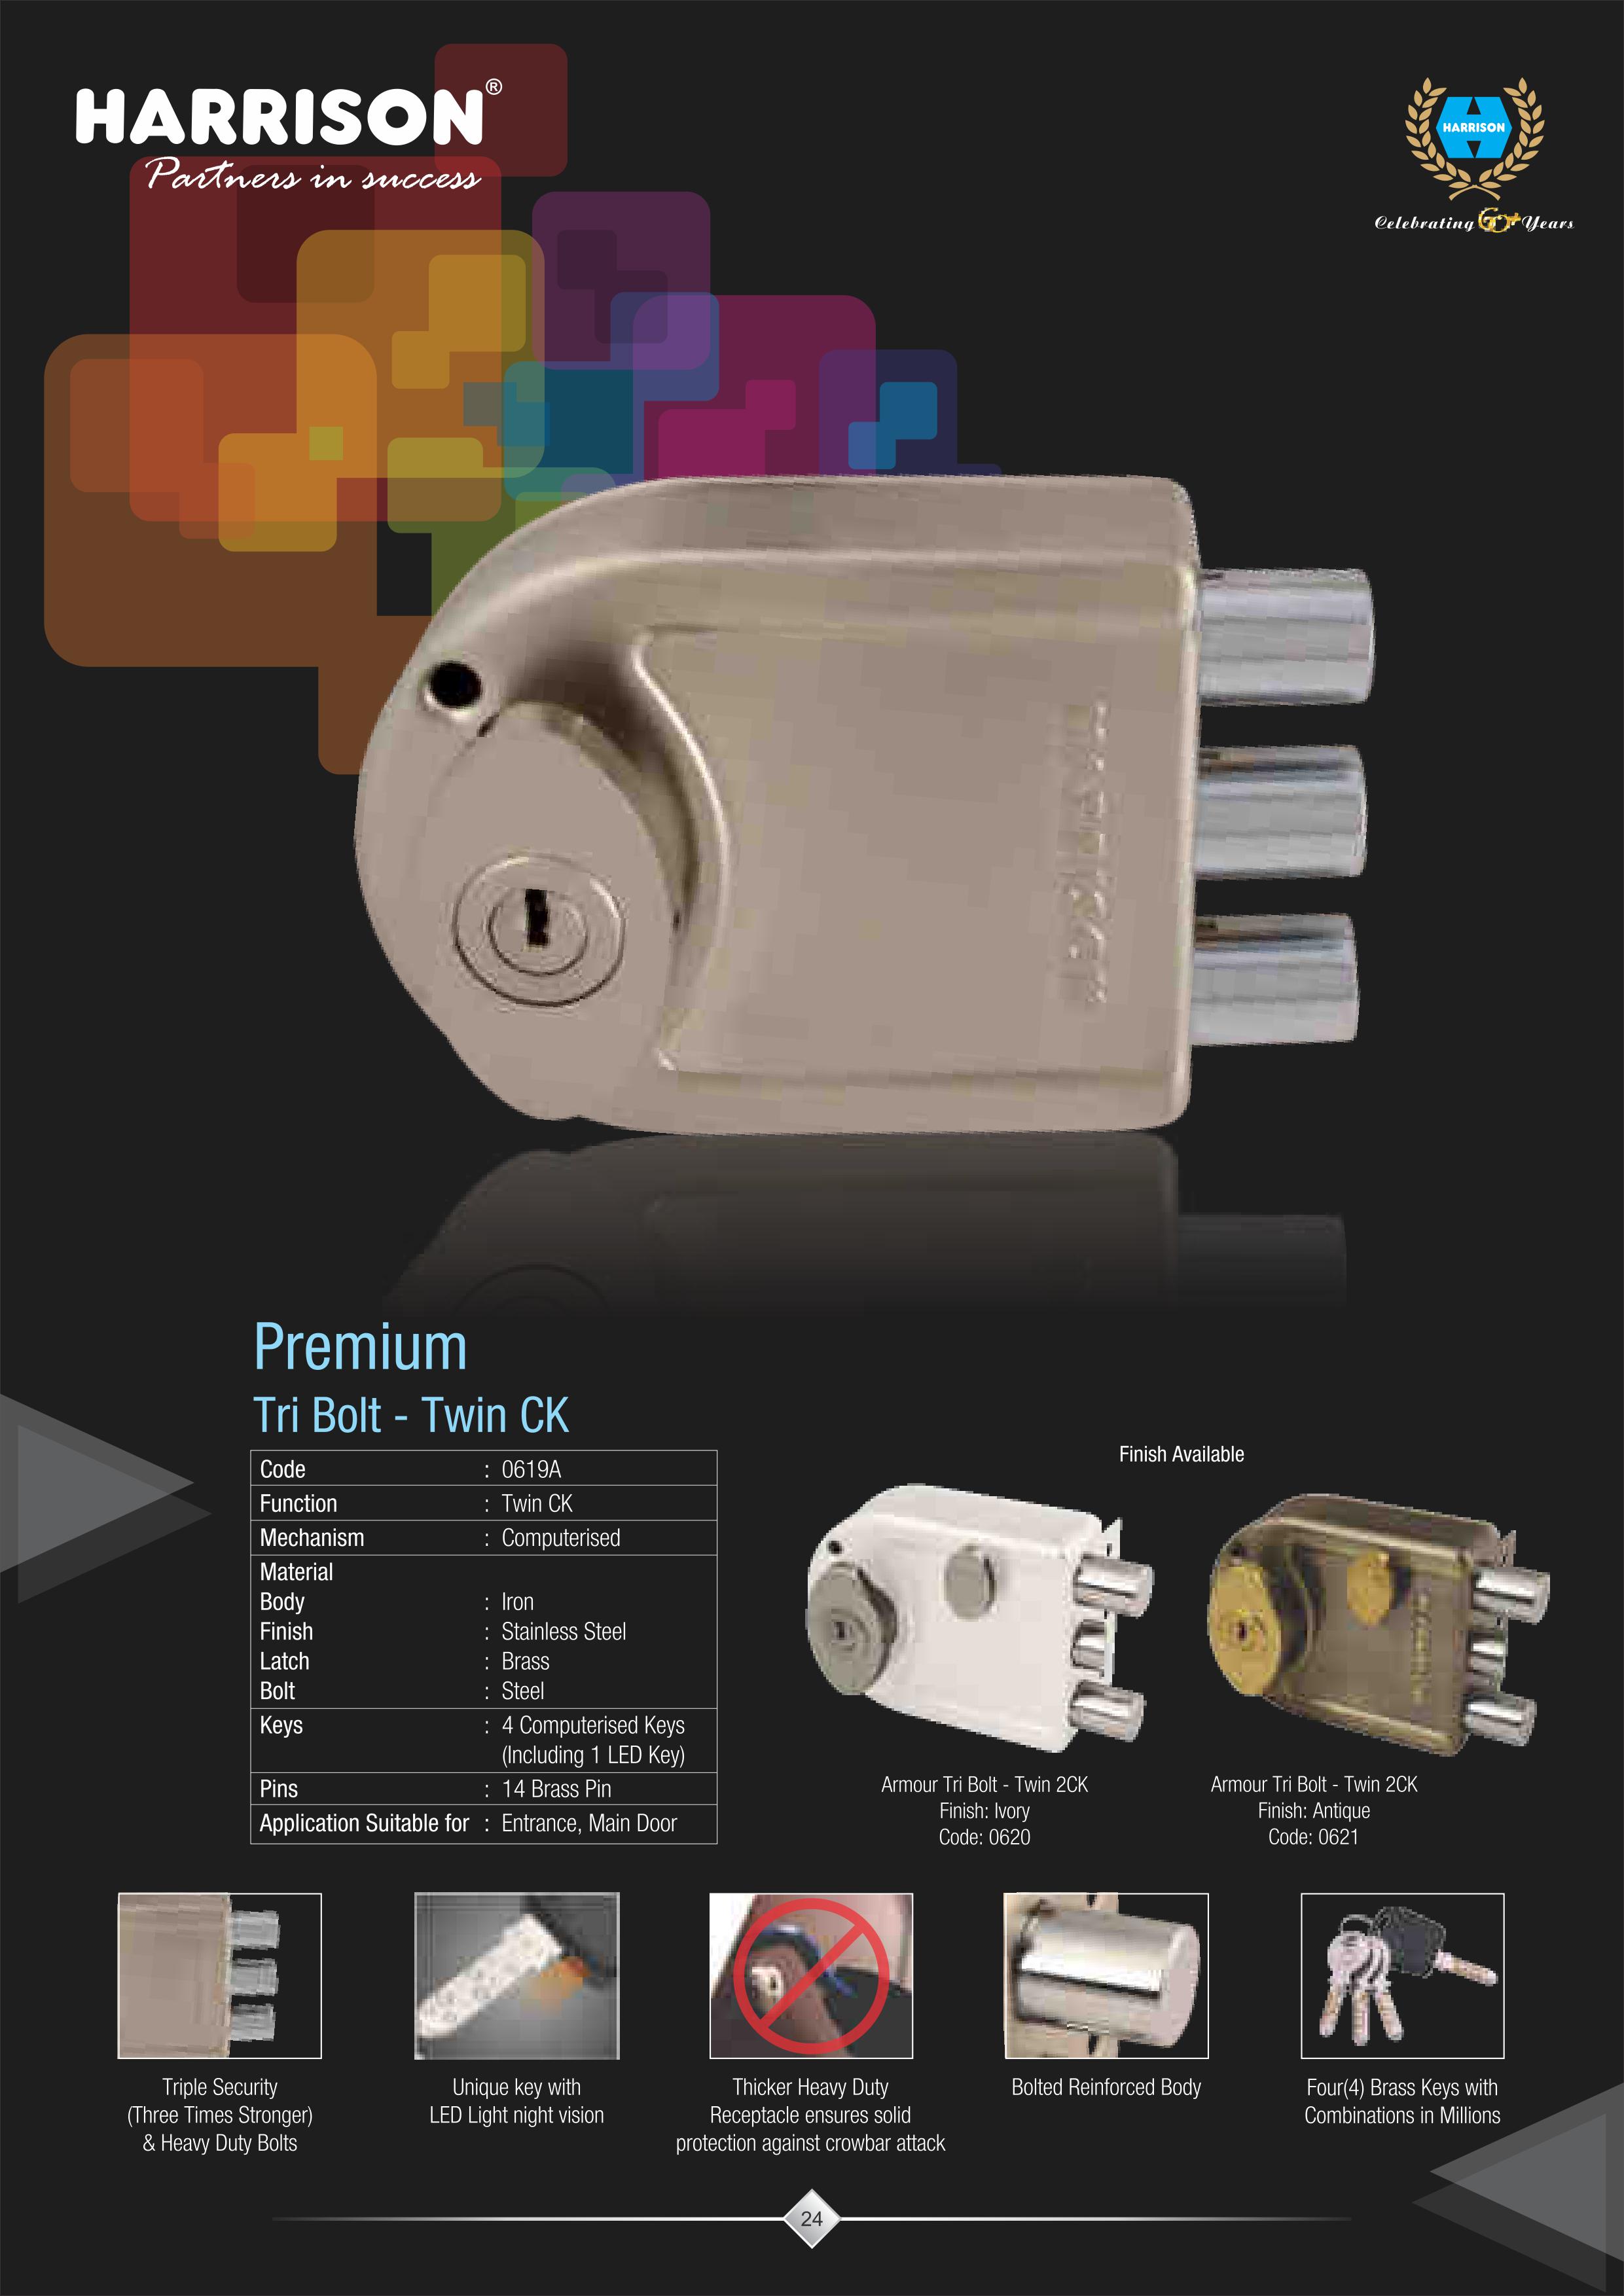 HARRISON®
Partners in success
HARRISON
Celebrating 60+ Years
Premium
Tri Bolt - Twin CK
Code : 0619A
Function : Twin CK
Mechanism : Computerised
Material
Body : Iron
Finish : Stainless Steel
Latch : Brass
Bolt : Steel
Keys : 4 Computerised Keys
(Including 1 LED Key)
Pins : 14 Brass Pin
Application Suitable for : Entrance, Main Door
Finish Available
Armour Tri Bolt - Twin 2CK
Finish: Ivory
Code: 0620
Armour Tri Bolt - Twin 2CK
Finish: Antique
Code: 0621
Triple Security
(Three Times Stronger)
& Heavy Duty Bolts
Unique key with
LED Light night vision
Thicker Heavy Duty
Receptacle ensures solid
protection against crowbar attack
Bolted Reinforced Body
Four(4) Brass Keys with
Combinations in Millions
24